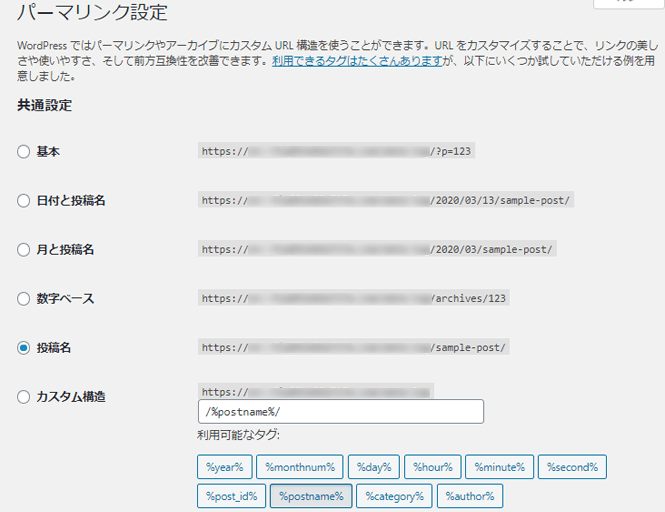 パーマリンク設定
WordPress ではパーマリンクやアーカイブにカスタム URL 構造を使うことができます。URL をカスタマイズすることで、リンクの美し
さや使いやすさ、そして前方互換性を改善できます。利用できるタグはたくさんありますが、以下にいくつか試していただける例を用
意しました。
共通設定
基本 https:// /?p=123
日付と投稿名 https:// /2020/03/13/sample-post/
月と投稿名 https:// /2020/03/sample-post/
数字ベース https:// /archives/123
投稿名 https:// /sample-post/
カスタム構造 https://
/%postname%/
利用可能なタグ:
%year% %monthnum% %day% %hour% %minute% %second%
%post_id% %postname% %category% %author%